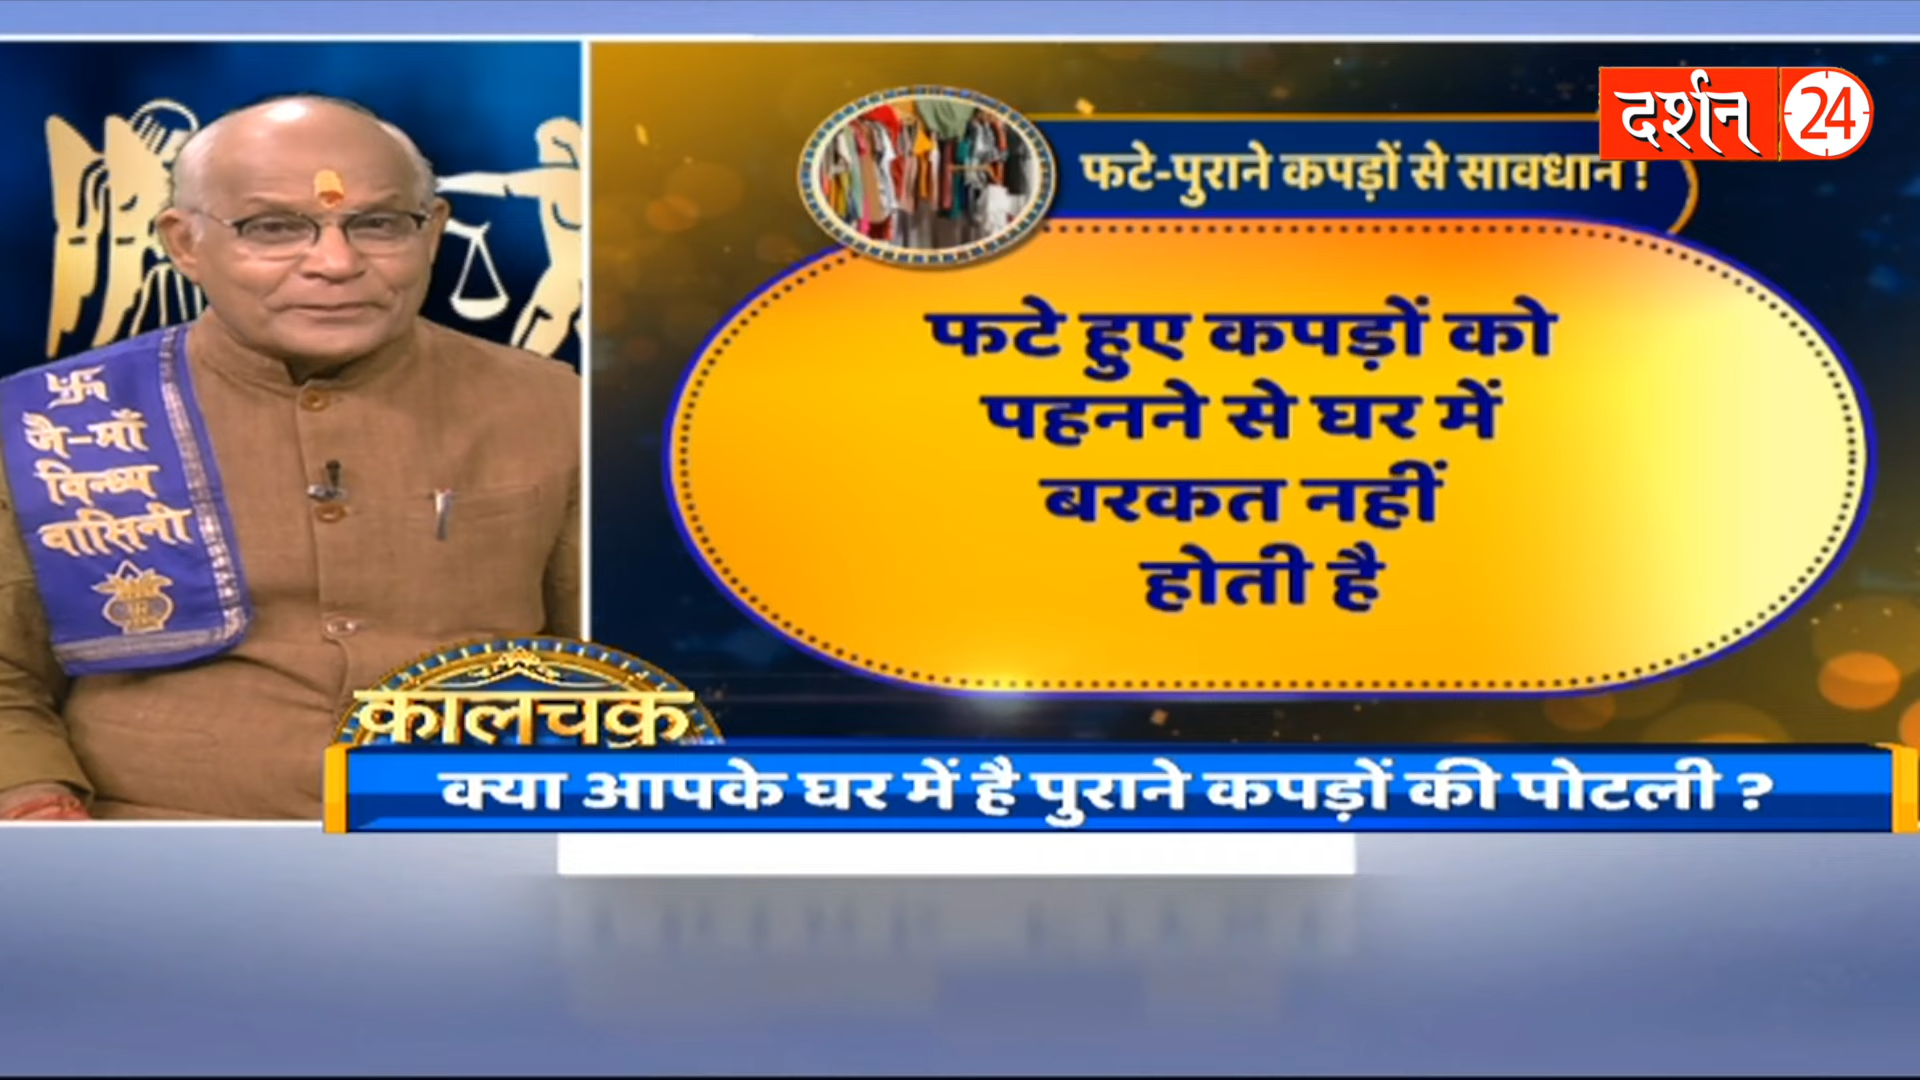 दर्शन 24
फटे-पुराने कपड़ों से सावधान !
फटे हुए कपड़ों को
पहनने से घर में
बरकत नहीं
होती है
जै-माँ
विन्ध्य
वासिनी
कालचक्र
क्या आपके घर में है पुराने कपड़ों की पोटली ?